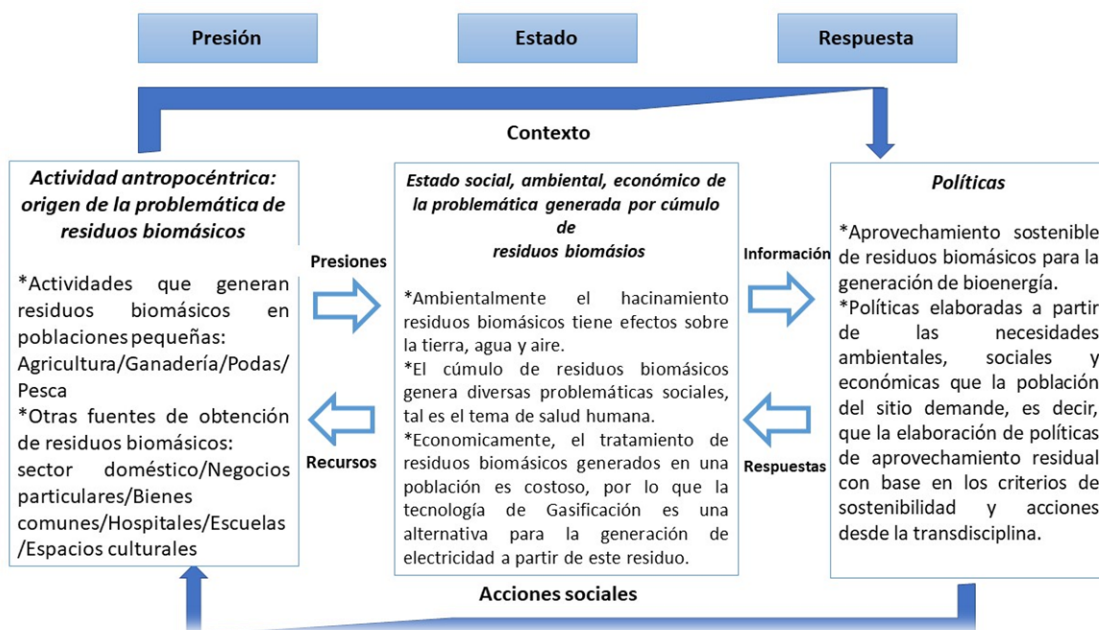 Presión
Estado
Respuesta
Contexto
Actividad antropocéntrica:
origen de la problemática de
residuos biomásicos
*Actividades que generan
residuos biomásicos en
poblaciones pequeñas:
Agricultura/Ganadería/Podas/
Pesca
*Otras fuentes de obtención
de residuos biomásicos:
sector doméstico/Negocios
particulares/Bienes
comunes/Hospitales/Escuelas
/Espacios culturales
Presiones
Recursos
Estado social, ambiental, económico de
la problemática generada por cúmulo
de
residuos biomásios
*Ambientalmente el hacinamiento
residuos biomásicos tiene efectos sobre
la tierra, agua y aire.
*El cúmulo de residuos biomásicos
genera diversas problemáticas sociales,
tal es el tema de salud humana.
*Economicamente, el tratamiento de
residuos biomásicos generados en una
población es costoso, por lo que la
tecnología de Gasificación es una
alternativa para la generación de
electricidad a partir de este residuo.
Información
Respuestas
Políticas
*Aprovechamiento sostenible
de residuos biomásicos para la
generación de bioenergía.
*Políticas elaboradas a partir
de las necesidades
ambientales, sociales y
económicas que la población
del sitio demande, es decir,
que la elaboración de políticas
de aprovechamiento residual
con base en los criterios de
sostenibilidad y acciones
desde la transdisciplina.
Acciones sociales